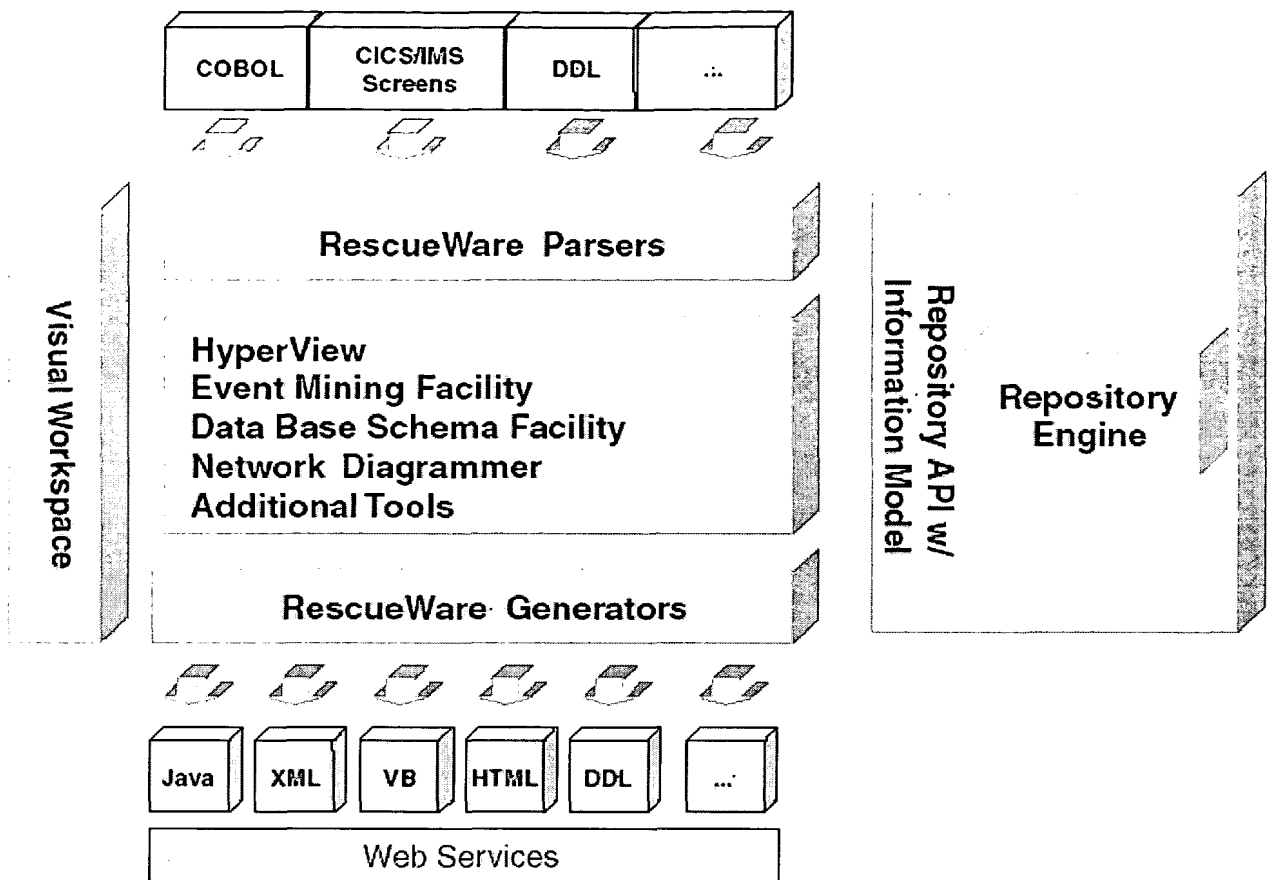 COBOL
CICS/IMS
Screens
DDL
...
RescueWare Parsers
Visual Workspace
HyperView
Event Mining Facility
Data Base Schema Facility
Network Diagrammer
Additional Tools
Repository API w/
Information Model
Repository
Engine
RescueWare Generators
Java
XML
VB
HTML
DDL
...
Web Services